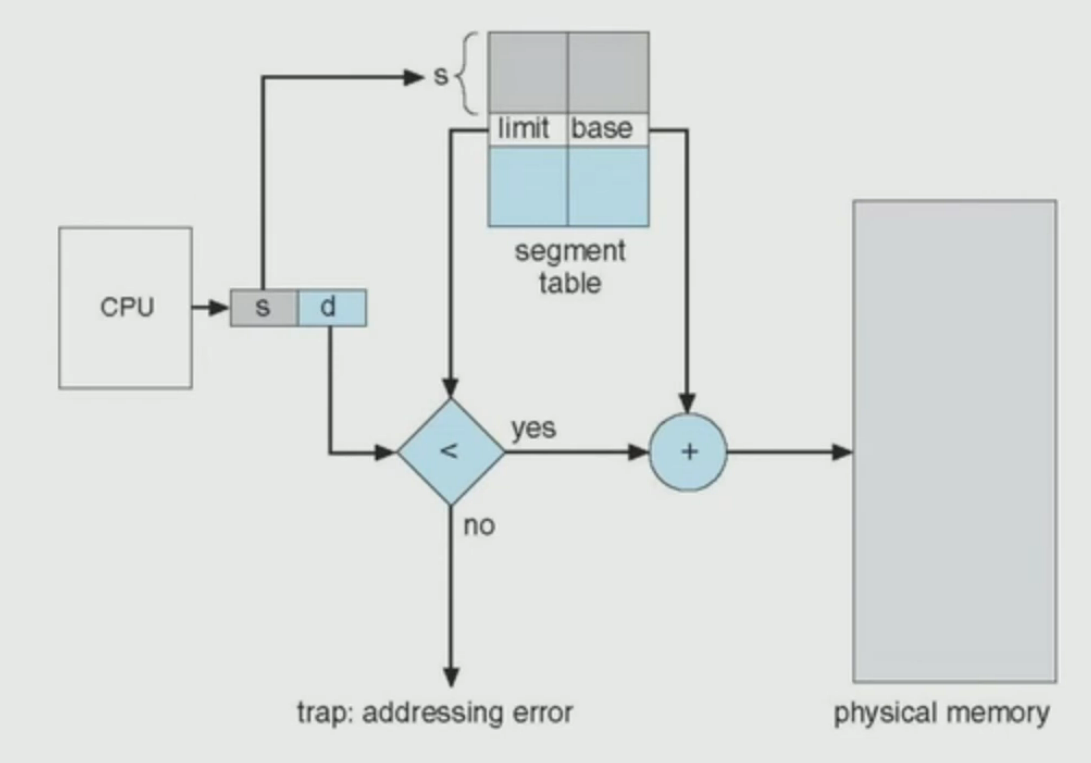 s
limit base
segment
table
CPU
s d
<
yes
+
no
trap: addressing error
physical memory